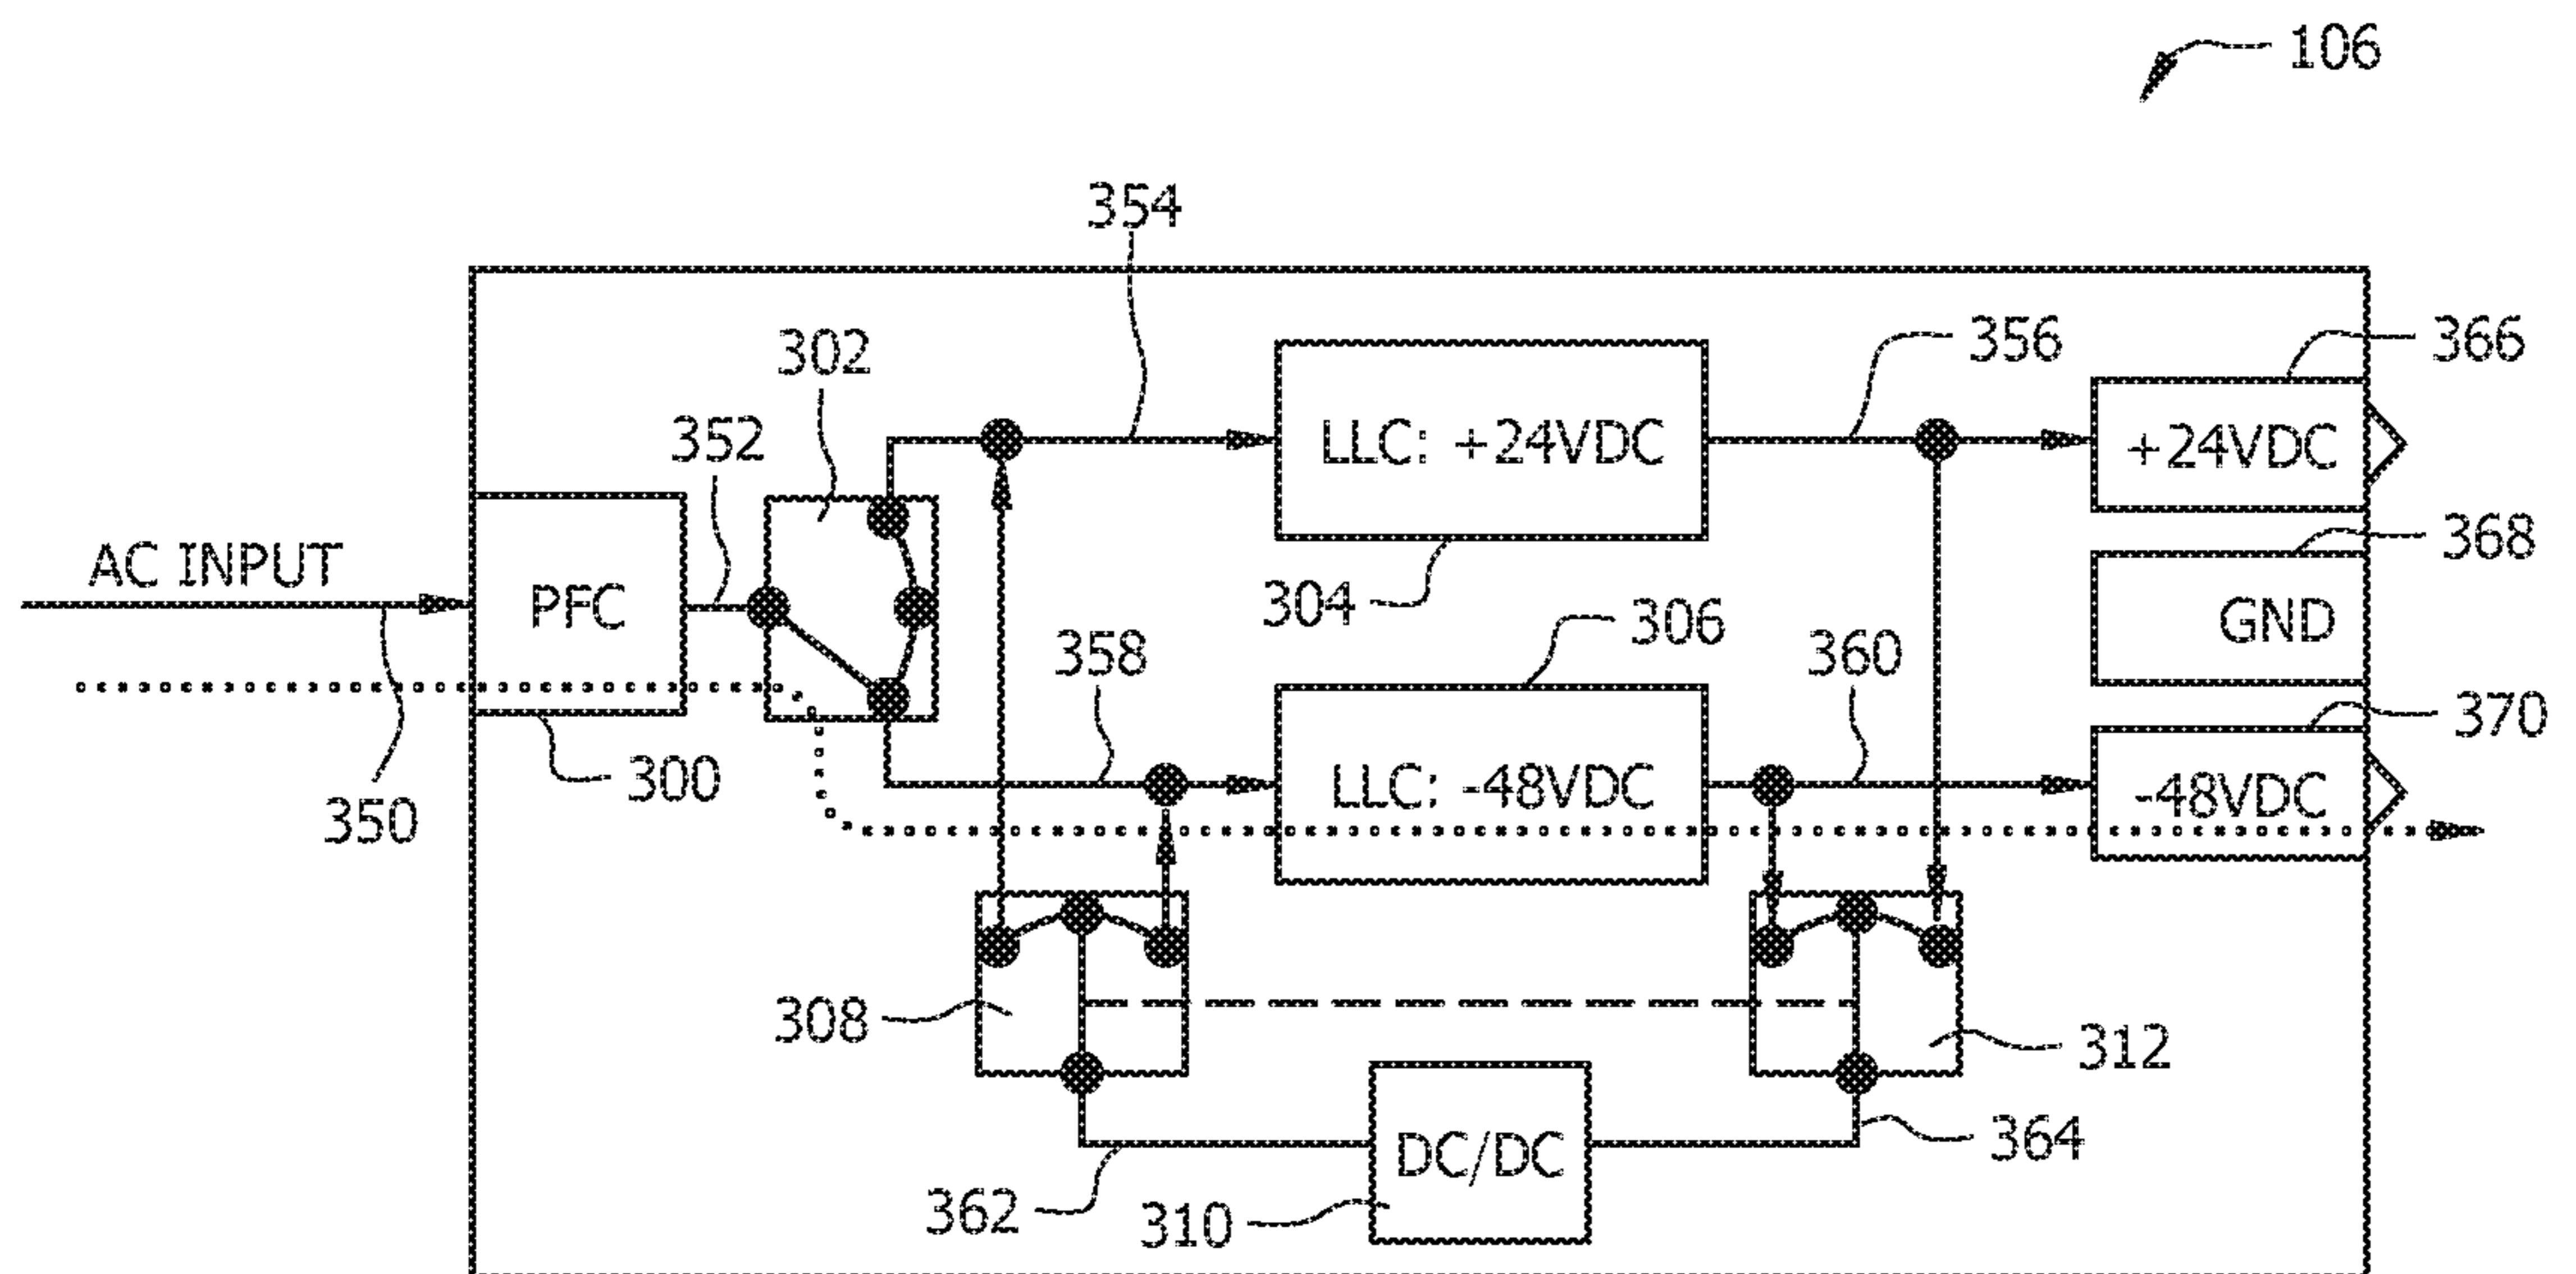 106
354
302
356
366
352
LLC: +24VDC
+24VDC
368
AC INPUT
PFC
304
306
GND
358
360
370
300
350
LLC: -48VDC
-48VDC
308
312
364
DC/DC
362
310